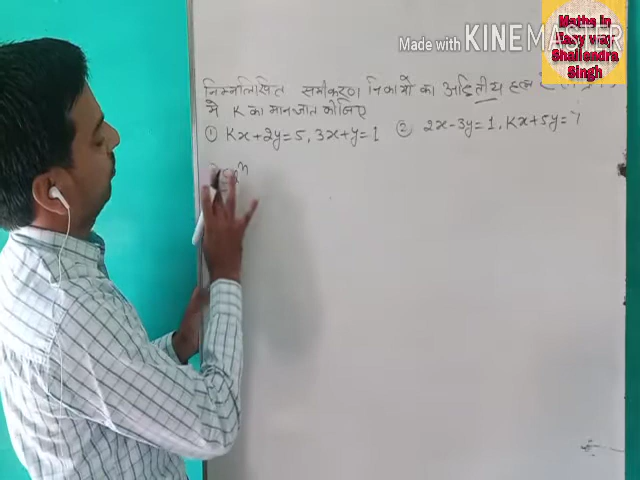 Maths in
Easy way
Shailendra
Singh
Made with KINEMASTER
निम्नलिखित समीकरण निकायों का अद्वितीय हल
में K का मान ज्ञात कीजिए
① Kx+2y=5, 3x+y=1 ② 2x-3y=1, Kx+5y=7